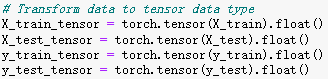 # Transform data to tensor data type
X_train_tensor = torch.tensor(X_train).float()
X_test_tensor = torch.tensor(X_test).float()
y_train_tensor = torch.tensor(y_train).float()
y_test_tensor = torch.tensor(y_test).float()